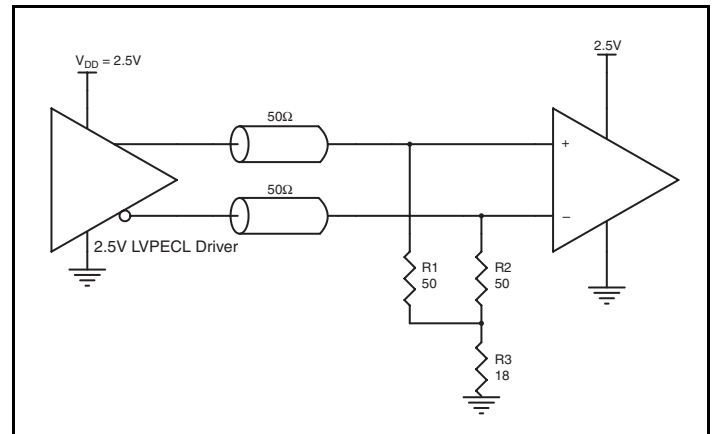 V_DD = 2.5V
2.5V
50Ω
+
50Ω
−
2.5V LVPECL Driver
R1
50
R2
50
R3
18